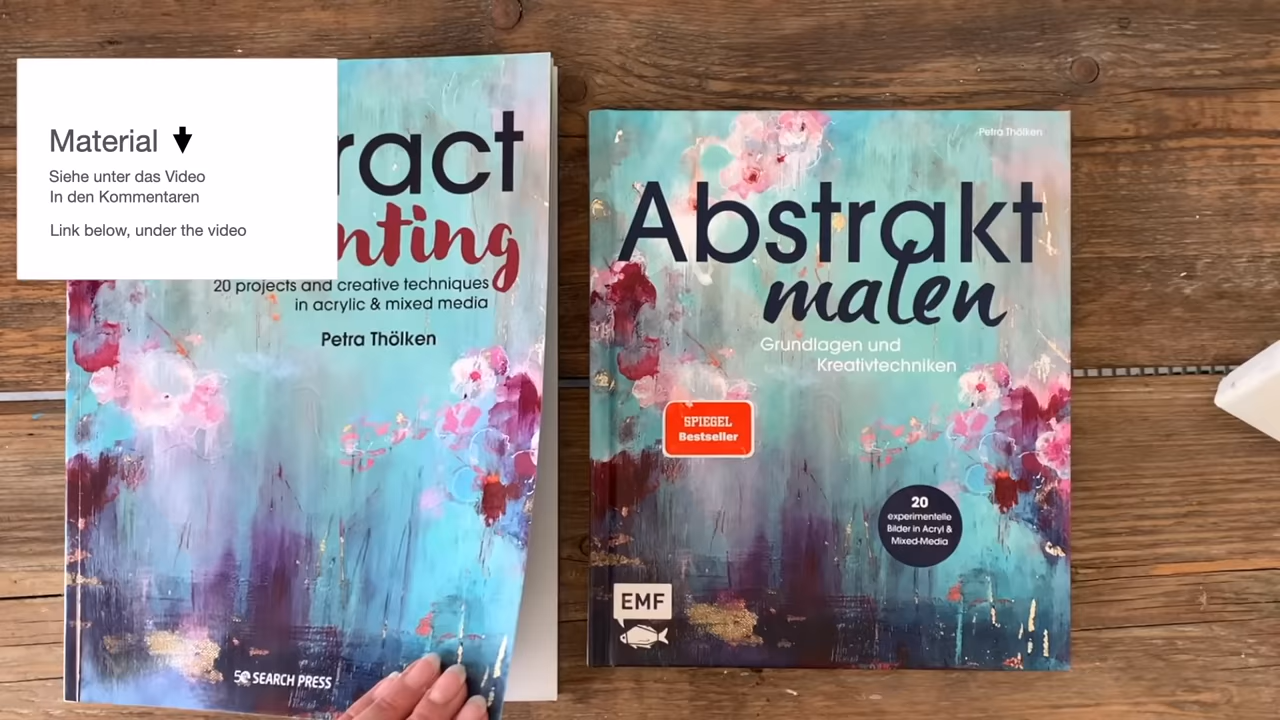 Material
Siehe unter das Video
In den Kommentaren
Link below, under the video
ract
nting
20 projects and creative techniques
in acrylic & mixed media
Petra Thölken
SEARCH PRESS
Petra Thölken
Abstrakt
malen
Grundlagen und
Kreativtechniken
SPIEGEL
Bestseller
20
experimentelle
Bilder in Acryl &
Mixed-Media
EMF